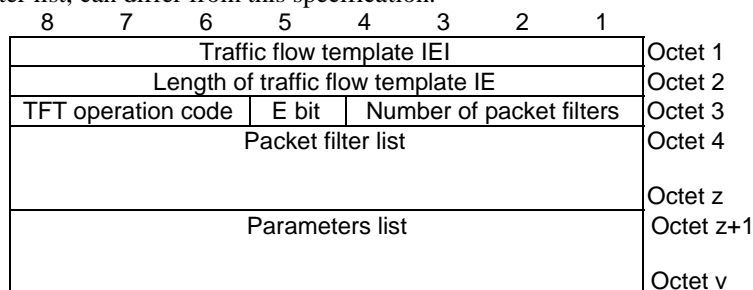 ter list, can differ from this specification.
8 7 6 5 4 3 2 1
Traffic flow template IEI Octet 1
Length of traffic flow template IE Octet 2
TFT operation code E bit Number of packet filters Octet 3
Packet filter list Octet 4
Octet z
Parameters list Octet z+1
Octet v